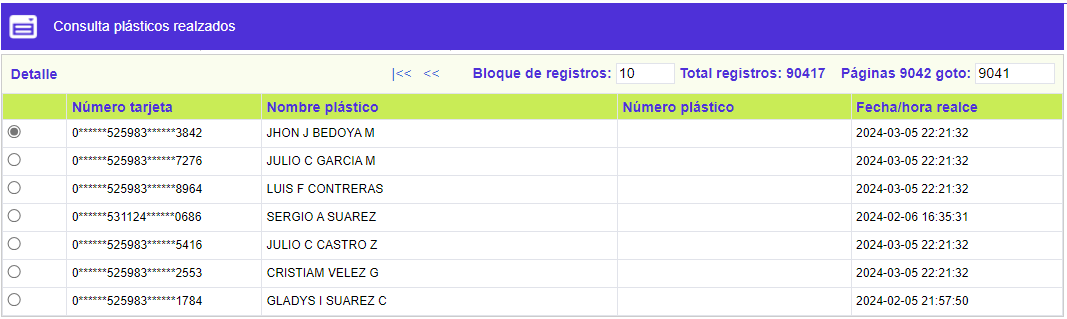 Consulta plásticos realzados
Detalle |<< << Bloque de registros: 10 Total registros: 90417 Páginas 9042 goto: 9041
Número tarjeta Nombre plástico Número plástico Fecha/hora realce
0******525983******3842 JHON J BEDOYA M 2024-03-05 22:21:32
0******525983******7276 JULIO C GARCIA M 2024-03-05 22:21:32
0******525983******8964 LUIS F CONTRERAS 2024-03-05 22:21:32
0******531124******0686 SERGIO A SUAREZ 2024-02-06 16:35:31
0******525983******5416 JULIO C CASTRO Z 2024-03-05 22:21:32
0******525983******2553 CRISTIAM VELEZ G 2024-03-05 22:21:32
0******525983******1784 GLADYS I SUAREZ C 2024-02-05 21:57:50